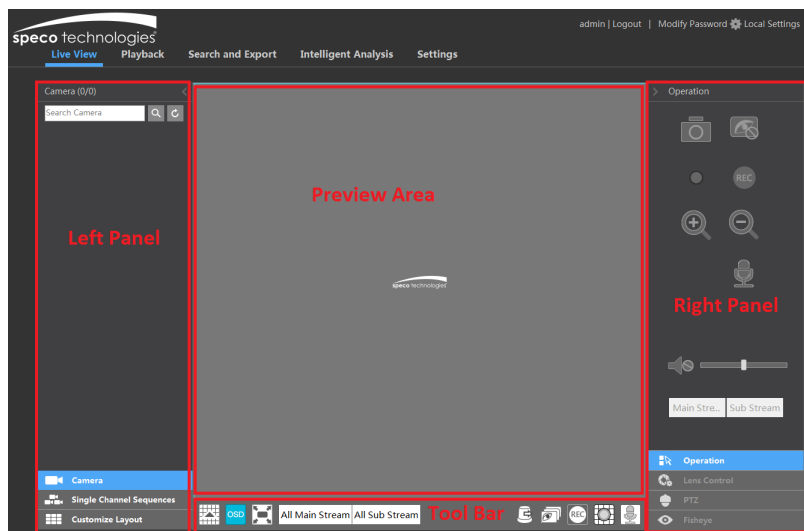 speco technologies
admin | Logout | Modify Password Local Settings
Live View Playback Search and Export Intelligent Analysis Settings
Camera (0/0) <
> Operation
Search Camera
REC
Preview Area
Left Panel
speco technologies
Right Panel
Main Stre.. Sub Stream
Camera
Operation
Single Channel Sequences
Lens Control
Customize Layout
PTZ
Fisheye
OSD
All Main Stream All Sub Stream
Tool Bar
REC